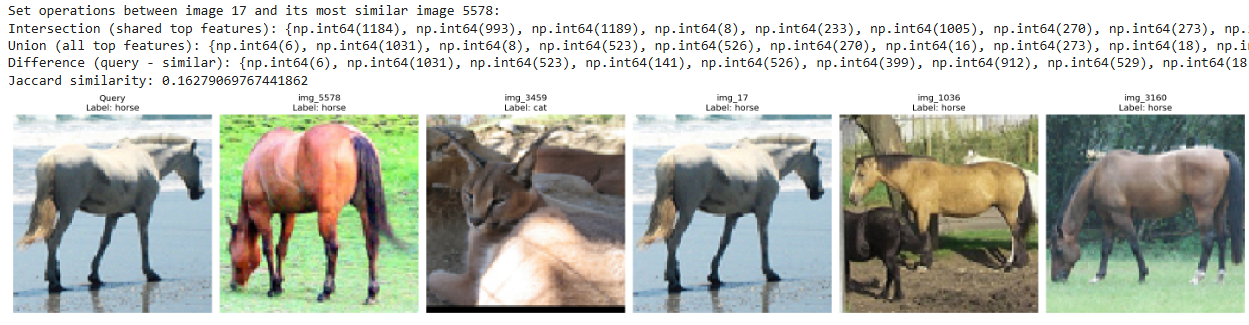 Set operations between image 17 and its most similar image 5578:
Intersection (shared top features): {np.int64(1184), np.int64(993), np.int64(1189), np.int64(8), np.int64(233), np.int64(1005), np.int64(270), np.int64(273), np.
Union (all top features): {np.int64(6), np.int64(1031), np.int64(8), np.int64(523), np.int64(526), np.int64(270), np.int64(16), np.int64(273), np.int64(18), np.i
Difference (query - similar): {np.int64(6), np.int64(1031), np.int64(523), np.int64(141), np.int64(526), np.int64(399), np.int64(912), np.int64(529), np.int64(18
Jaccard similarity: 0.16279069767441862
Query img_5578 img_3459 img_17 img_1036 img_3160
Label: horse Label: horse Label: cat Label: horse Label: horse Label: horse